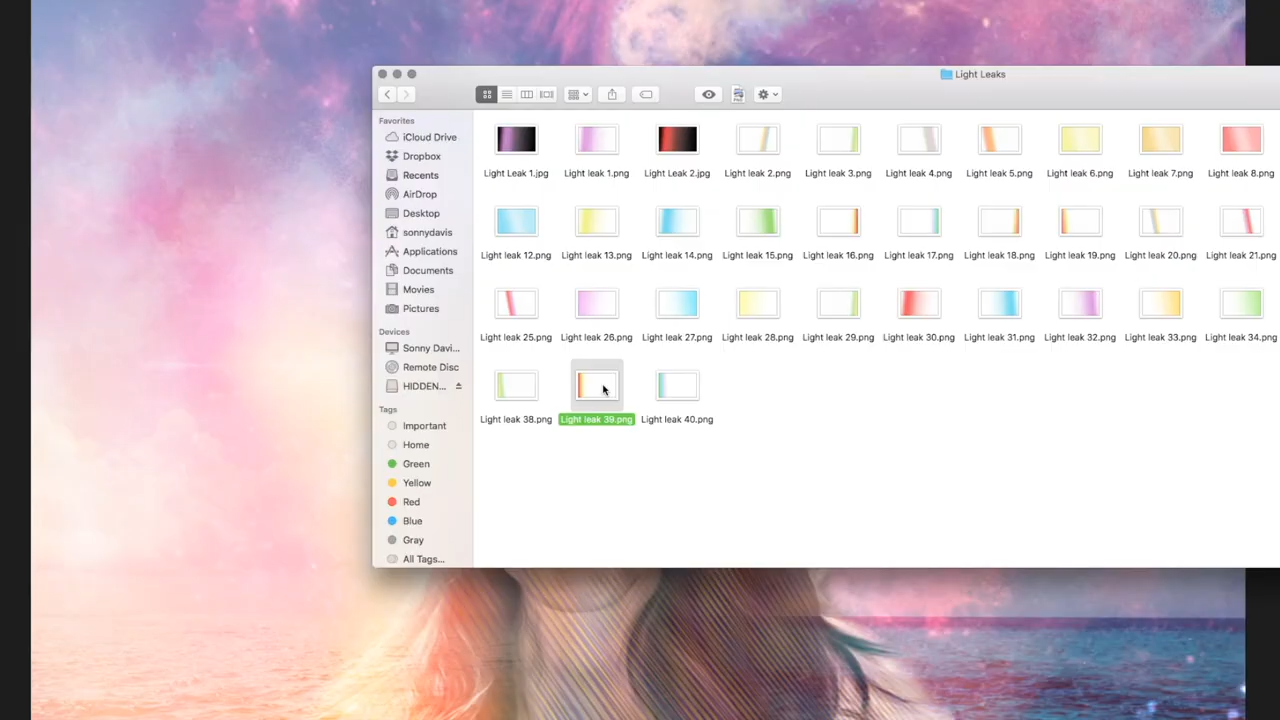 Light Leaks
Favorites
iCloud Drive
Dropbox
Recents
AirDrop
Desktop
sonnydavis
Applications
Documents
Movies
Pictures
Devices
Sonny Davi...
Remote Disc
HIDDEN...
Tags
Important
Home
Green
Yellow
Red
Blue
Gray
All Tags...
Light Leak 1.jpg
Light leak 1.png
Light Leak 2.jpg
Light leak 2.png
Light leak 3.png
Light leak 4.png
Light leak 5.png
Light leak 6.png
Light leak 7.png
Light leak 8.png
Light leak 12.png
Light leak 13.png
Light leak 14.png
Light leak 15.png
Light leak 16.png
Light leak 17.png
Light leak 18.png
Light leak 19.png
Light leak 20.png
Light leak 21.png
Light leak 25.png
Light leak 26.png
Light leak 27.png
Light leak 28.png
Light leak 29.png
Light leak 30.png
Light leak 31.png
Light leak 32.png
Light leak 33.png
Light leak 34.png
Light leak 38.png
Light leak 39.png
Light leak 40.png